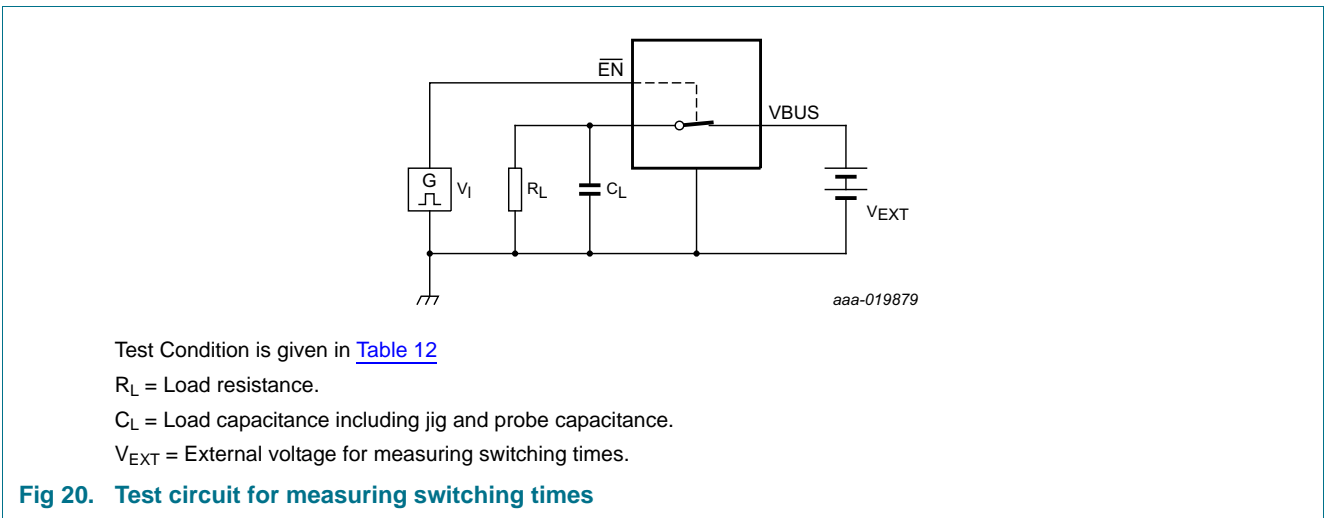 EN
VBUS
G
VI
RL
CL
VEXT
aaa-019879
Test Condition is given in Table 12
RL = Load resistance.
CL = Load capacitance including jig and probe capacitance.
VEXT = External voltage for measuring switching times.
Fig 20. Test circuit for measuring switching times